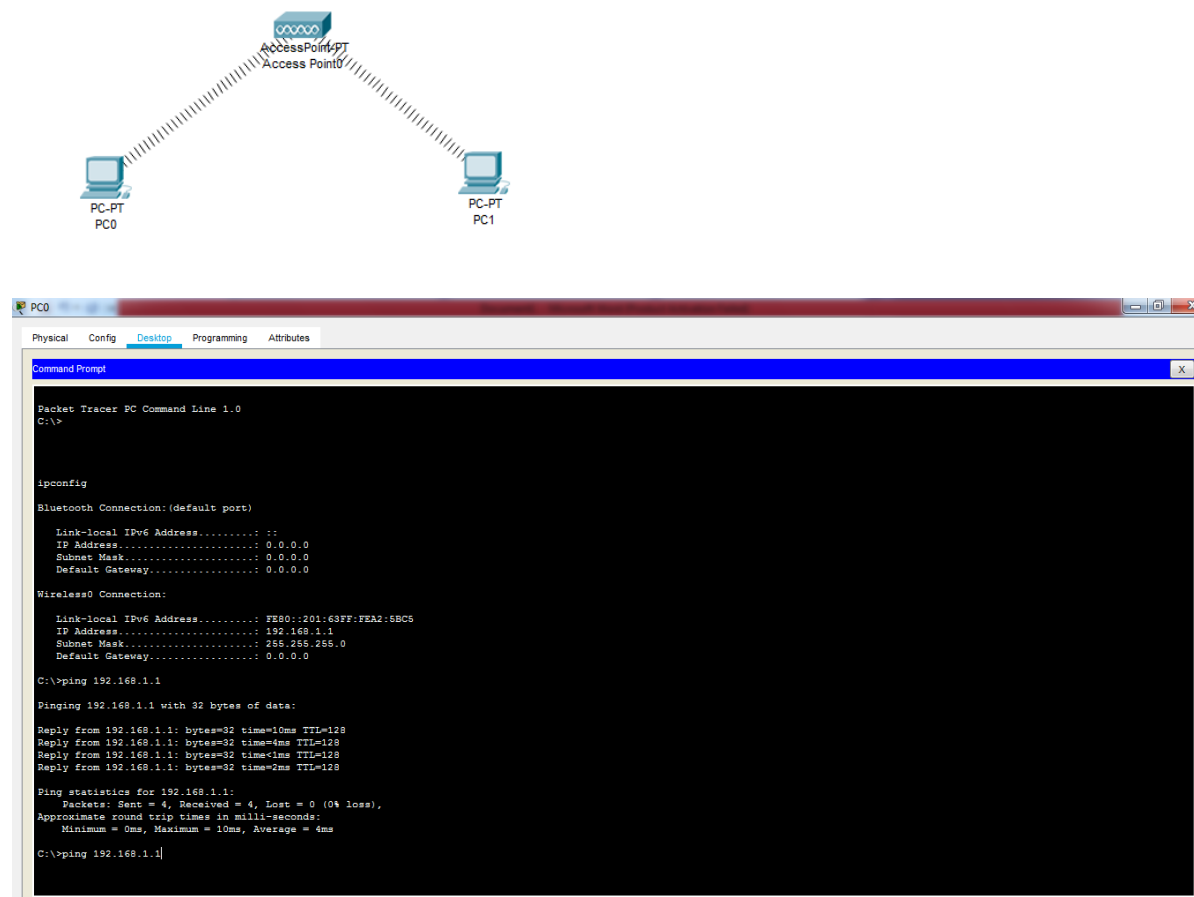 AccessPoint-PT
Access Point0
PC-PT
PC0
PC-PT
PC1
PC0
Physical Config Desktop Programming Attributes
Command Prompt
X
Packet Tracer PC Command Line 1.0
C:\>
ipconfig
Bluetooth Connection:(default port)
Link-local IPv6 Address.........: ::
IP Address......................: 0.0.0.0
Subnet Mask.....................: 0.0.0.0
Default Gateway.................: 0.0.0.0
Wireless0 Connection:
Link-local IPv6 Address.........: FE80::201:63FF:FEA2:5BC5
IP Address......................: 192.168.1.1
Subnet Mask.....................: 255.255.255.0
Default Gateway.................: 0.0.0.0
C:\>ping 192.168.1.1
Pinging 192.168.1.1 with 32 bytes of data:
Reply from 192.168.1.1: bytes=32 time=10ms TTL=128
Reply from 192.168.1.1: bytes=32 time=4ms TTL=128
Reply from 192.168.1.1: bytes=32 time<1ms TTL=128
Reply from 192.168.1.1: bytes=32 time=2ms TTL=128
Ping statistics for 192.168.1.1:
Packets: Sent = 4, Received = 4, Lost = 0 (0% loss),
Approximate round trip times in milli-seconds:
Minimum = 0ms, Maximum = 10ms, Average = 4ms
C:\>ping 192.168.1.1